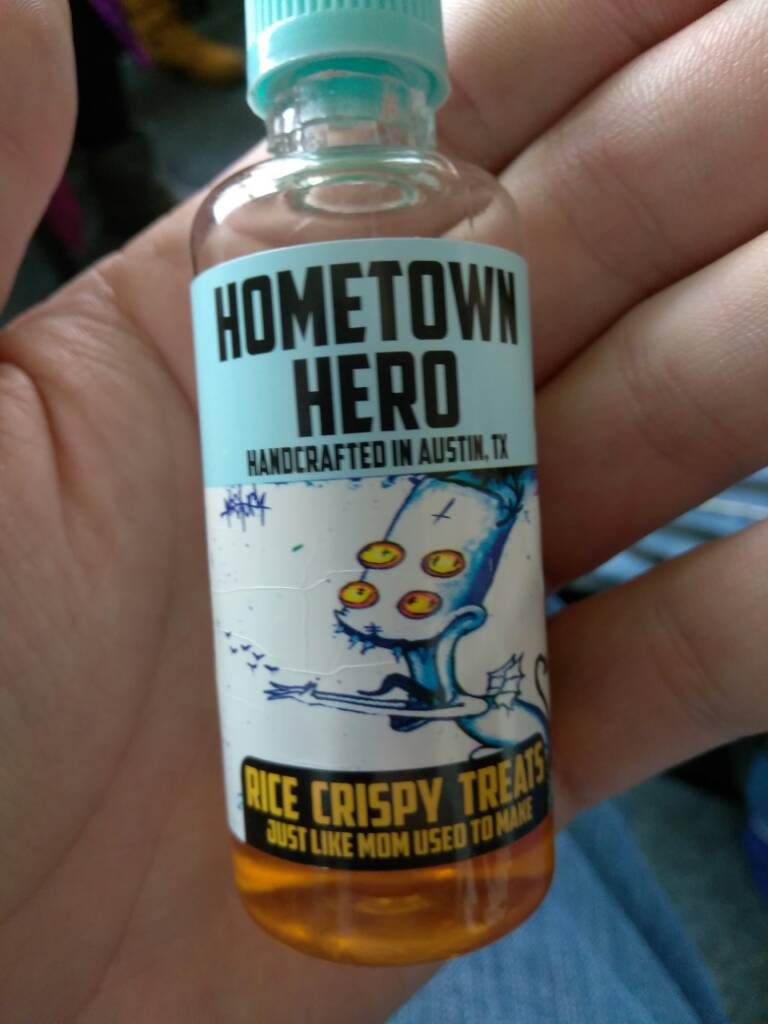 HOMETOWN
HERO
HANDCRAFTED IN AUSTIN, TX
RICE CRISPY TREATS
JUST LIKE MOM USED TO MAKE